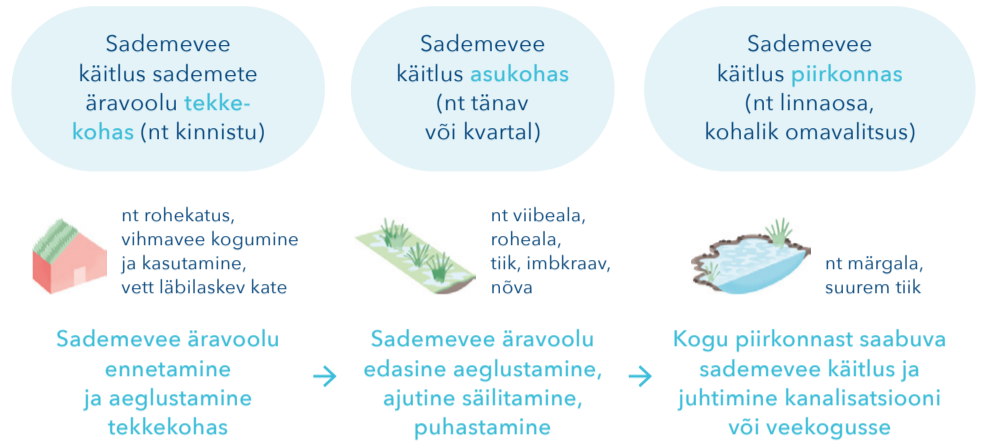 Sademevee
käitlus sademete
äravoolu tekke-
kohas (nt kinnistu)
Sademevee
käitlus asukohas
(nt tänav
või kvartal)
Sademevee
käitlus piirkonnas
(nt linnaosa,
kohalik omavalitsus)
nt rohekatus,
vihmavee kogumine
ja kasutamine,
vett läbilaskev kate
nt viibeala,
roheala,
tiik, imbkraav,
nõva
nt märgala,
suurem tiik
Sademevee äravoolu
ennetamine
ja aeglustamine
tekkekohas
→
Sademevee äravoolu
edasine aeglustamine,
ajutine säilitamine,
puhastamine
→
Kogu piirkonnast saabuva
sademevee käitlus ja
juhtimine kanalisatsiooni
või veekogusse